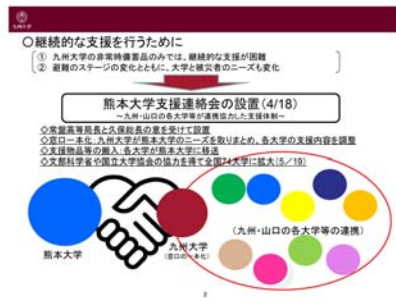 九州大学
○継続的な支援を行うために
① 九州大学の非常時備蓄品のみでは、継続的な支援が困難
② 避難のステージの変化とともに、大学と被災者のニーズも変化
熊本大学支援連絡会の設置(4/18)
～九州・山口の各大学等が連携協力した支援体制～
◇常盤高等局長と久保総長の意を受けて設置
◇窓口一本化:九州大学が熊本大学のニーズを取りまとめ、各大学の支援内容を調整
◇支援物品等の搬入:各大学が熊本大学に移送
◇文部科学省や国立大学協会の協力を得て全国74大学に拡大(5/19)
熊本大学
九州大学
(窓口の一本化)
(九州・山口の各大学等の連携)
8